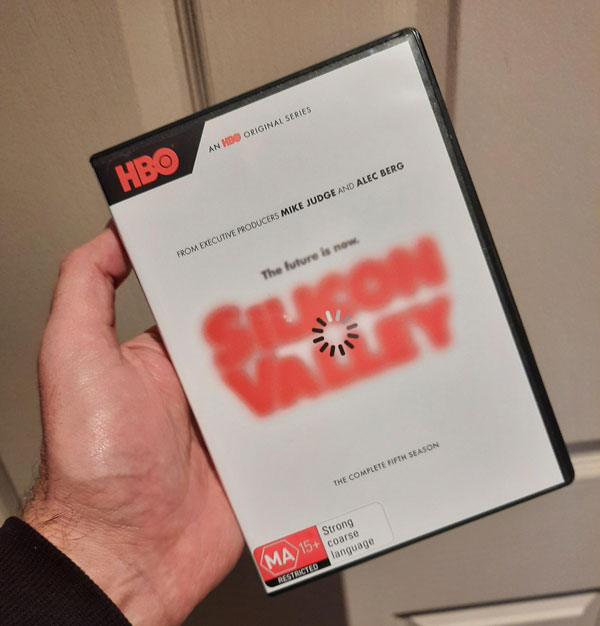 HBO
AN HBO ORIGINAL SERIES
FROM EXECUTIVE PRODUCERS MIKE JUDGE AND ALEC BERG
The future is now.
SILICON
VALLEY
THE COMPLETE FIFTH SEASON
MA 15+
RESTRICTED
Strong
coarse
language